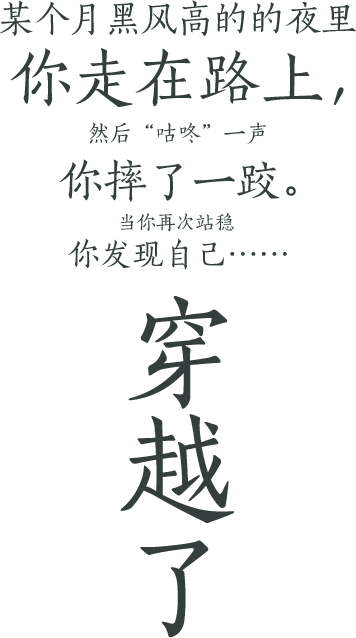 某个月黑风高的的夜里
你走在路上，
然后“咕咚”一声
你摔了一跤。
当你再次站稳
你发现自己……
穿
越
了